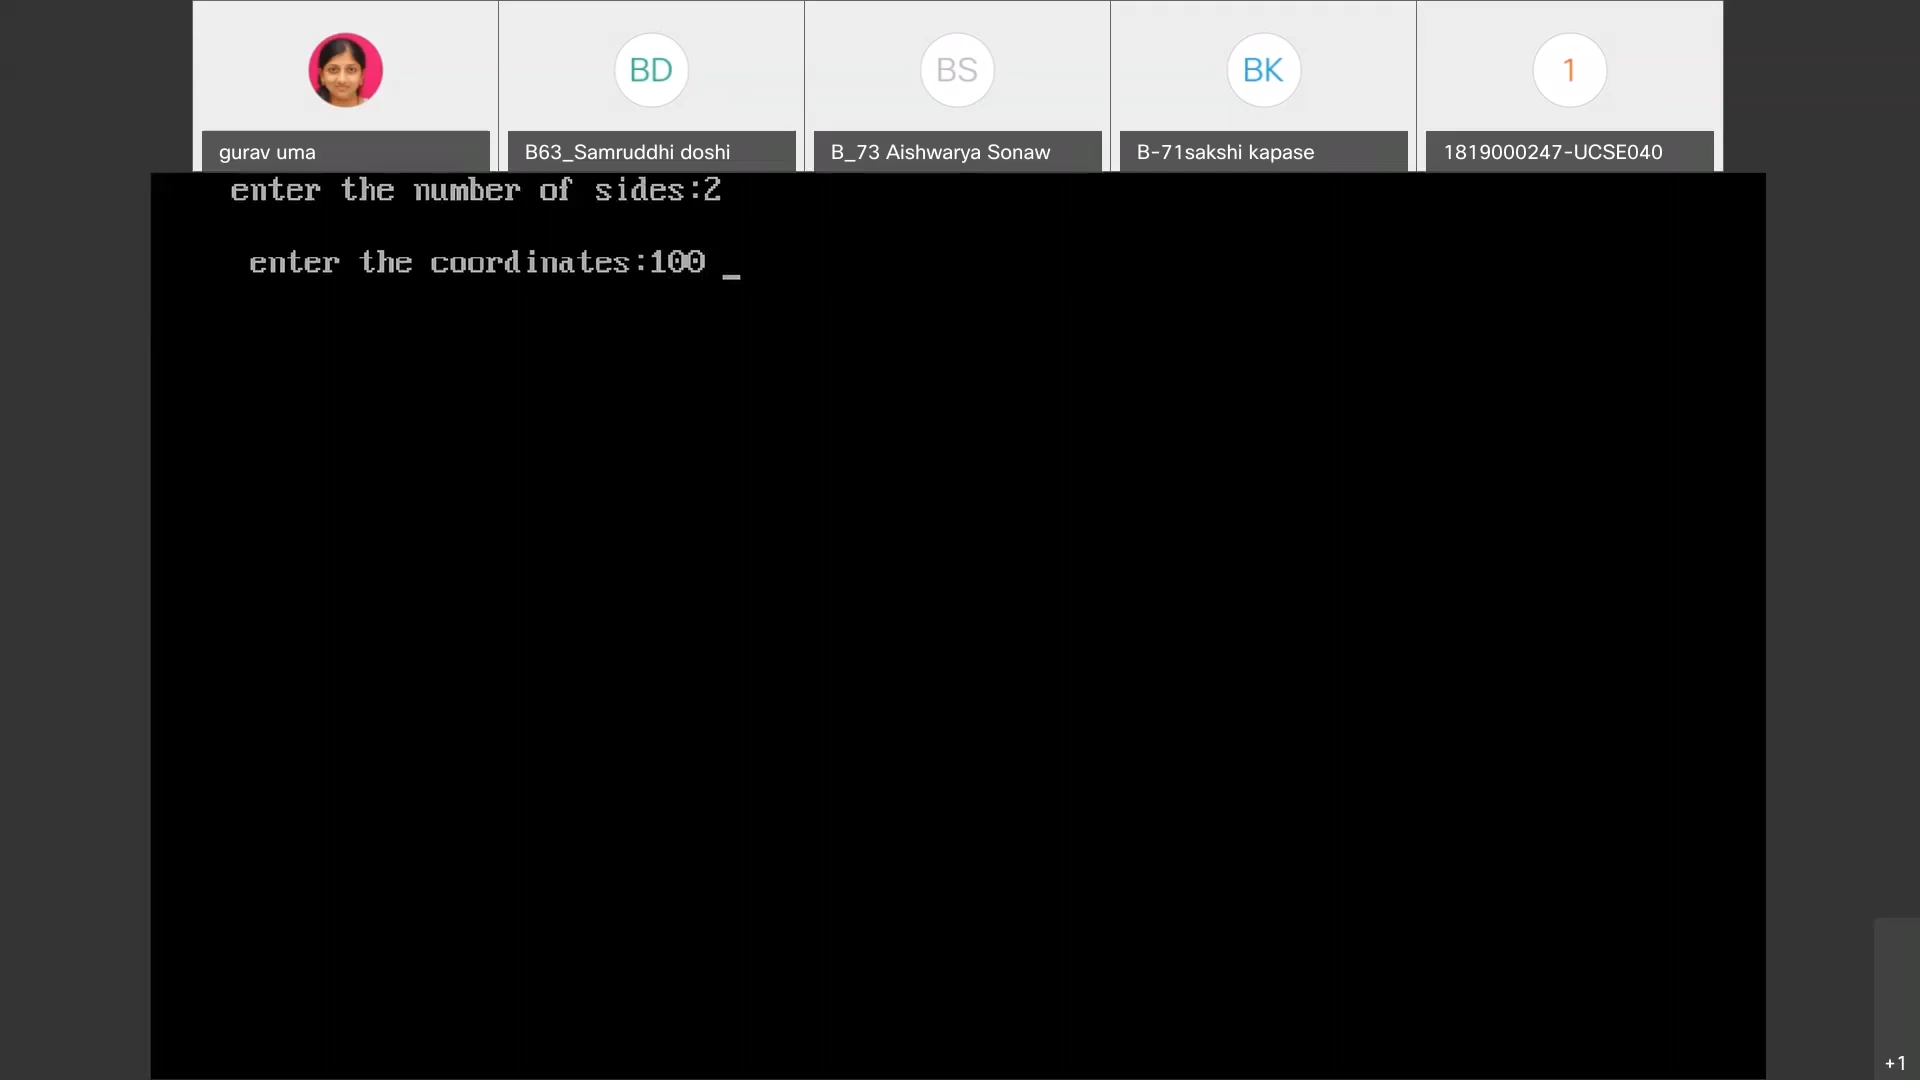 BD
BS
BK
1
gurav uma
B63_Samruddhi doshi
B_73 Aishwarya Sonaw
B-71sakshi kapase
1819000247-UCSE040
enter the number of sides:2
enter the coordinates:100 _
+1